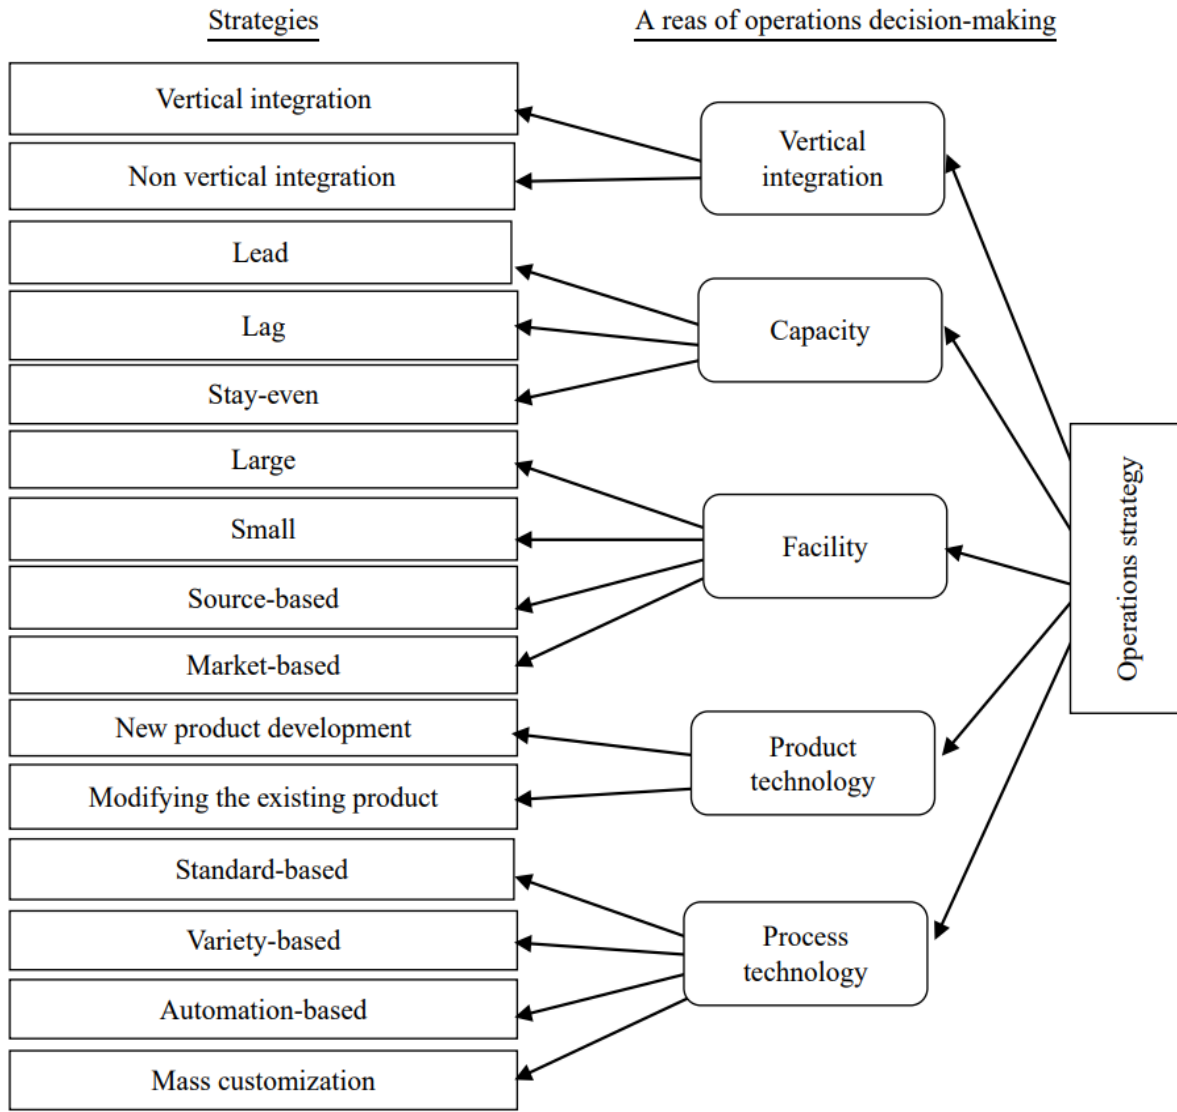 Strategies
A reas of operations decision-making
Vertical integration
Non vertical integration
Lead
Lag
Stay-even
Large
Small
Source-based
Market-based
New product development
Modifying the existing product
Standard-based
Variety-based
Automation-based
Mass customization
Vertical
integration
Capacity
Facility
Product
technology
Process
technology
Operations strategy